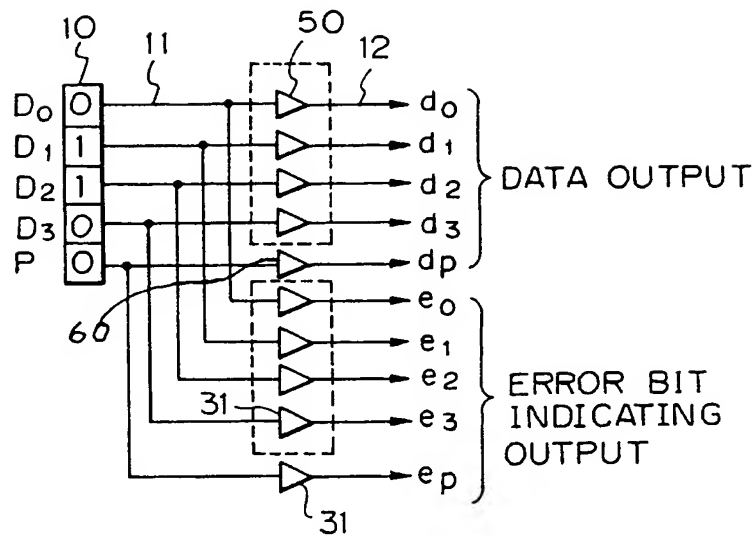 10 11 50 12
D0 0 d0
D1 1 d1
D2 1 d2
DATA OUTPUT
D3 0 d3
P 0 dp
60 e0
e1
e2
ERROR BIT
31 e3
INDICATING
OUTPUT
ep
31